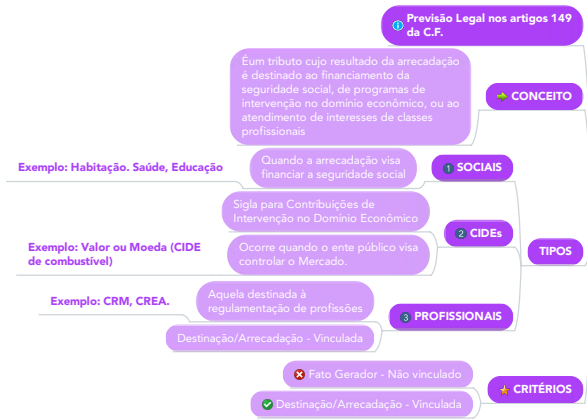 Previsão Legal nos artigos 149
da C.F.
Éum tributo cujo resultado da arrecadação
é destinado ao financiamento da
seguridade social, de programas de
intervenção no domínio econômico, ou ao
atendimento de interesses de classes
profissionais
CONCEITO
Exemplo: Habitação. Saúde, Educação
Quando a arrecadação visa
financiar a seguridade social
1 SOCIAIS
Sigla para Contribuições de
Intervenção no Domínio Econômico
2 CIDEs
Exemplo: Valor ou Moeda (CIDE
de combustível)
Ocorre quando o ente público visa
controlar o Mercado.
TIPOS
Exemplo: CRM, CREA.
Aquela destinada à
regulamentação de profissões
3 PROFISSIONAIS
Destinação/Arrecadação - Vinculada
Fato Gerador - Não vinculado
CRITÉRIOS
Destinação/Arrecadação - Vinculada